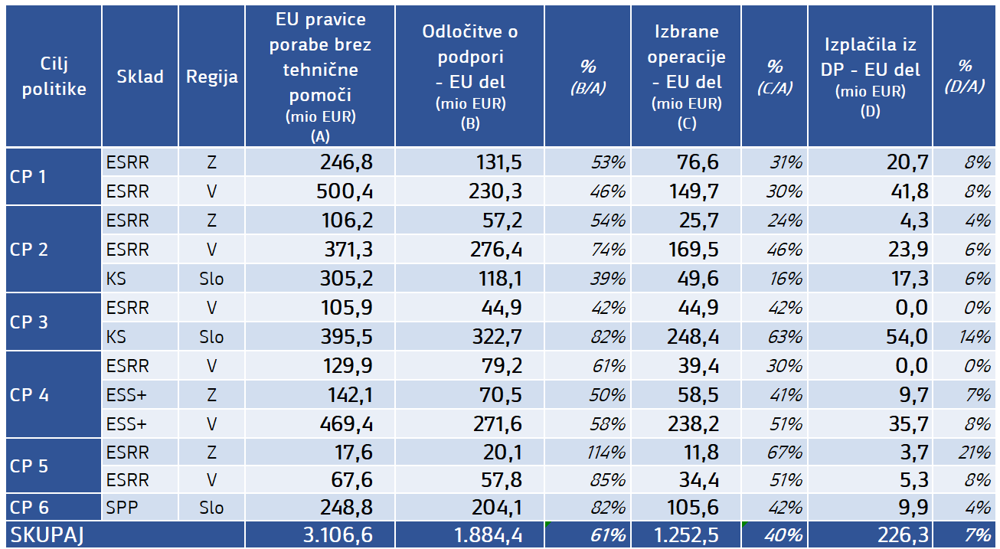 Cilj politike
Sklad
Regija
EU pravice porabe brez tehnične pomoči (mio EUR) (A)
Odločitve o podpori - EU del (mio EUR) (B)
% (B/A)
Izbrane operacije - EU del (mio EUR) (C)
% (C/A)
Izplačila iz DP - EU del (mio EUR) (D)
% (D/A)
CP 1
ESRR Z 246,8 131,5 53% 76,6 31% 20,7 8%
ESRR V 500,4 230,3 46% 149,7 30% 41,8 8%
CP 2
ESRR Z 106,2 57,2 54% 25,7 24% 4,3 4%
ESRR V 371,3 276,4 74% 169,5 46% 23,9 6%
KS Slo 305,2 118,1 39% 49,6 16% 17,3 6%
CP 3
ESRR V 105,9 44,9 42% 44,9 42% 0,0 0%
KS Slo 395,5 322,7 82% 248,4 63% 54,0 14%
CP 4
ESRR V 129,9 79,2 61% 39,4 30% 0,0 0%
ESS+ Z 142,1 70,5 50% 58,5 41% 9,7 7%
ESS+ V 469,4 271,6 58% 238,2 51% 35,7 8%
CP 5
ESRR Z 17,6 20,1 114% 11,8 67% 3,7 21%
ESRR V 67,6 57,8 85% 34,4 51% 5,3 8%
CP 6 SPP Slo 248,8 204,1 82% 105,6 42% 9,9 4%
SKUPAJ 3.106,6 1.884,4 61% 1.252,5 40% 226,3 7%